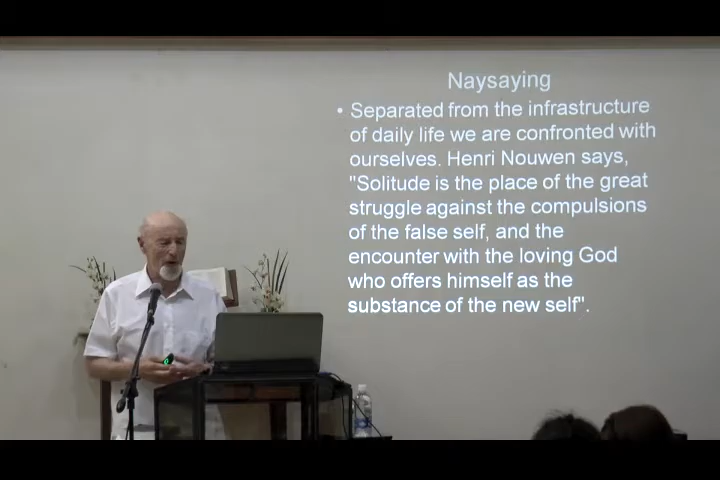 Naysaying
• Separated from the infrastructure
of daily life we are confronted with
ourselves. Henri Nouwen says,
"Solitude is the place of the great
struggle against the compulsions
of the false self, and the
encounter with the loving God
who offers himself as the
substance of the new self".